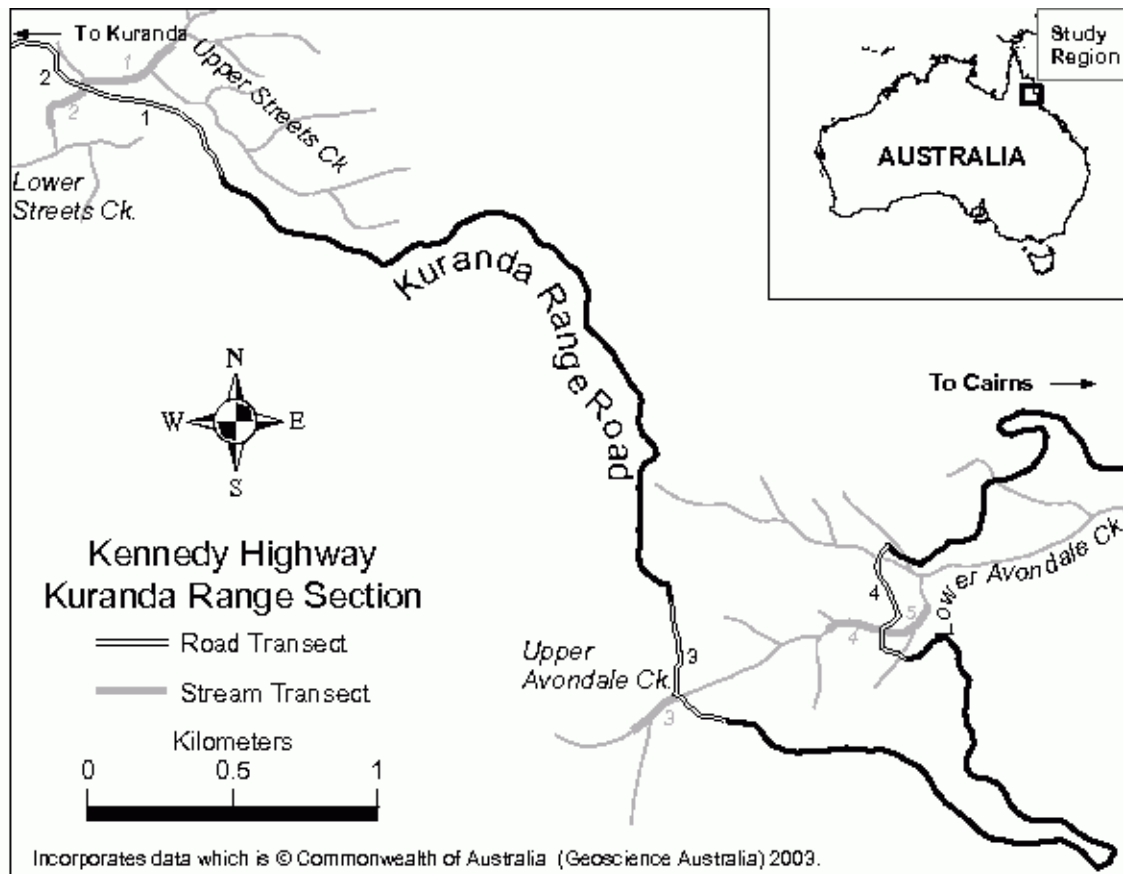 To Kuranda
Study
Region
AUSTRALIA
1
2
1
2
Upper Streets Ck
Lower
Streets Ck.
Kuranda Range Road
N
W E
S
To Cairns
Kennedy Highway
Kuranda Range Section
Road Transect
Stream Transect
Kilometers
0 0.5 1
Lower Avondale Ck.
4
5
4
Upper
Avondale Ck.
3
3
Incorporates data which is © Commonwealth of Australia (Geoscience Australia) 2003.